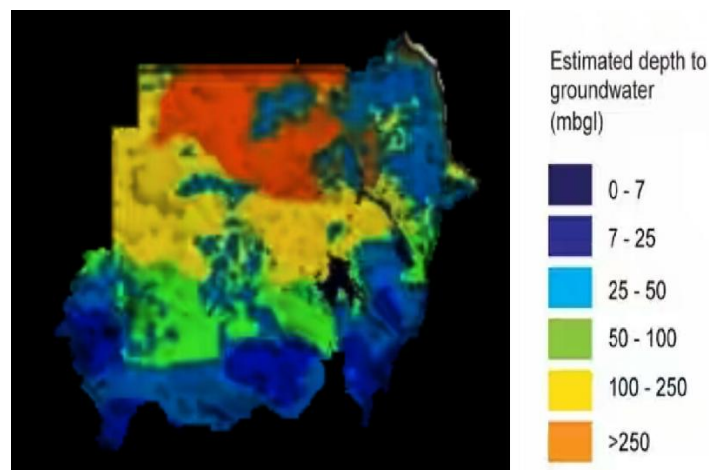 Estimated depth to
groundwater
(mbgl)
0 - 7
7 - 25
25 - 50
50 - 100
100 - 250
>250